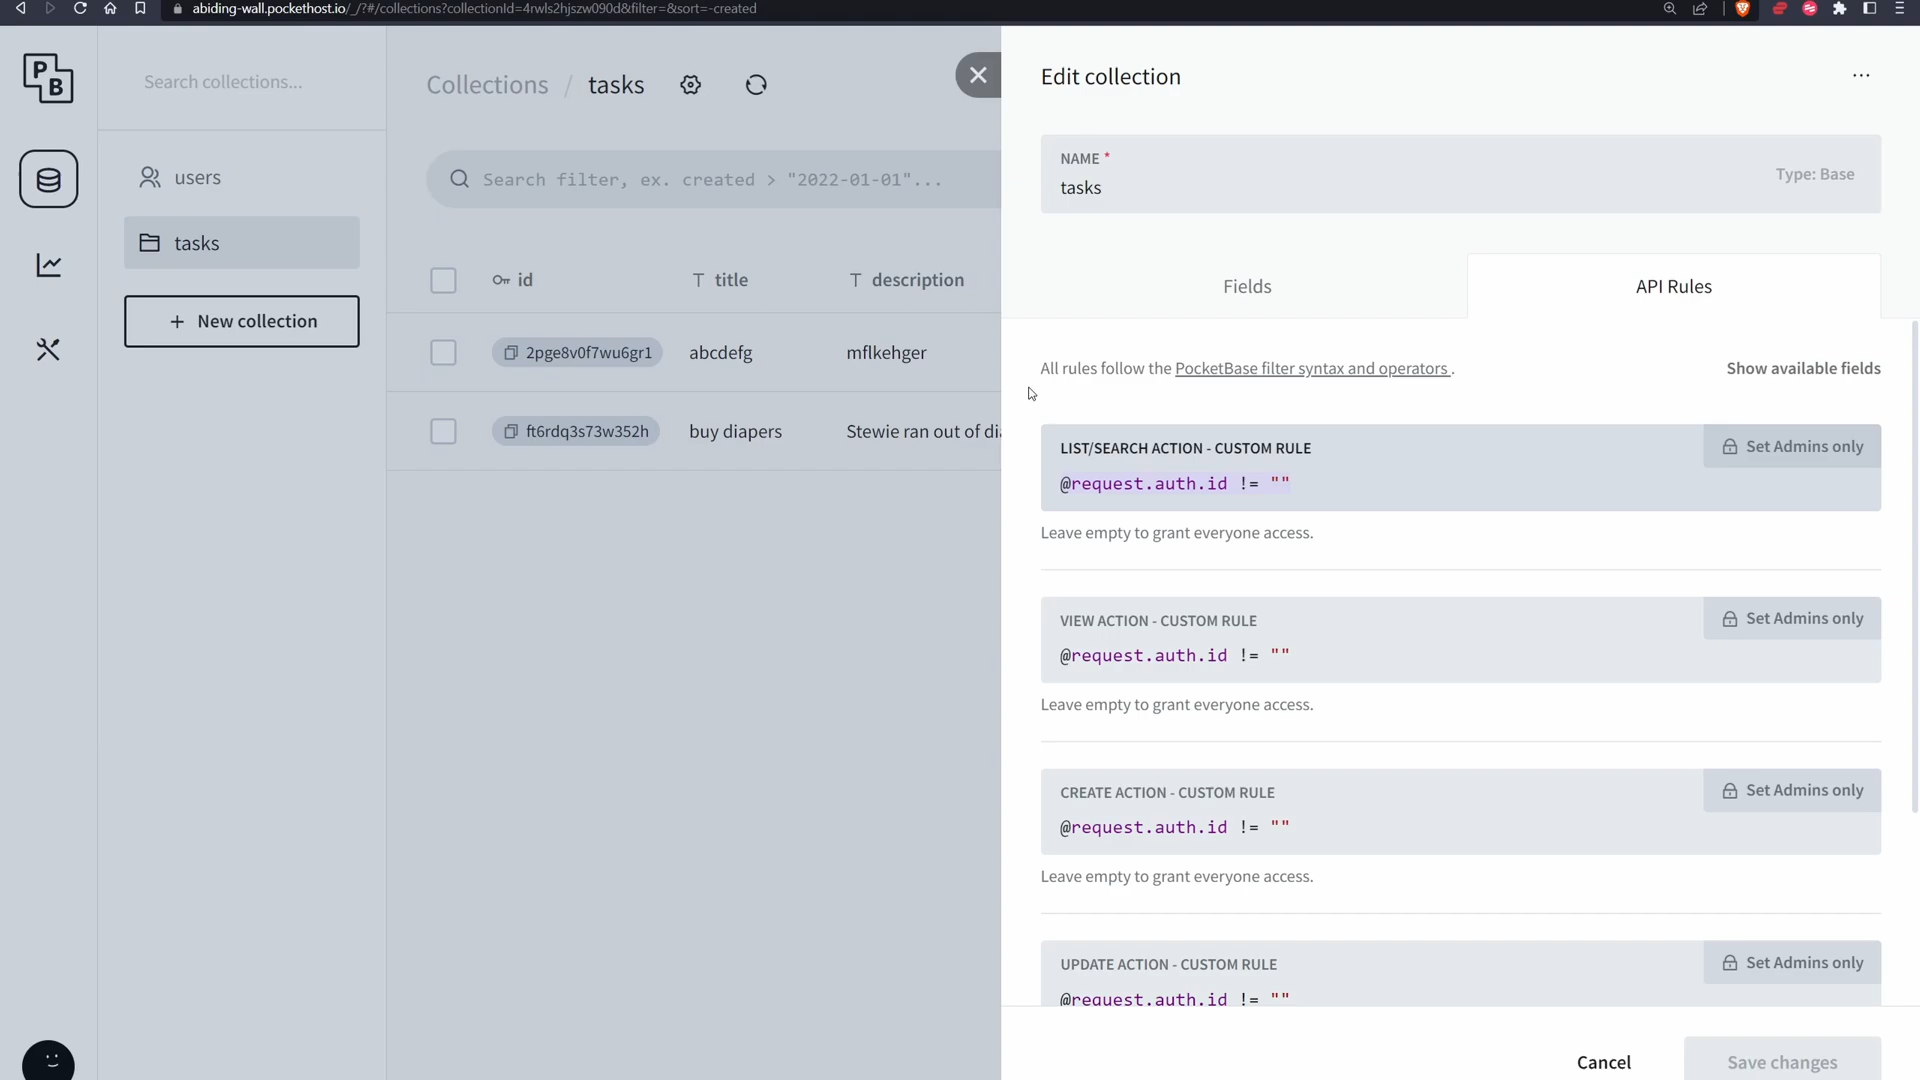 abiding-wall.pockethost.io/_/?#/collections?collectionId=4rwls2hjszw090d&filter=&sort=-created
P
B
Search collections...
users
tasks
+ New collection
Collections / tasks
Search filter, ex. created > "2022-01-01"...
id title description
2pge8v0f7wu6gr1 abcdefg mflkehger
ft6rdq3s73w352h buy diapers Stewie ran out of di
Edit collection
NAME *
tasks
Type: Base
Fields
API Rules
All rules follow the PocketBase filter syntax and operators .
Show available fields
LIST/SEARCH ACTION - CUSTOM RULE
Set Admins only
@request.auth.id != ""
Leave empty to grant everyone access.
VIEW ACTION - CUSTOM RULE
Set Admins only
@request.auth.id != ""
Leave empty to grant everyone access.
CREATE ACTION - CUSTOM RULE
Set Admins only
@request.auth.id != ""
Leave empty to grant everyone access.
UPDATE ACTION - CUSTOM RULE
Set Admins only
@request.auth.id != ""
Cancel
Save changes